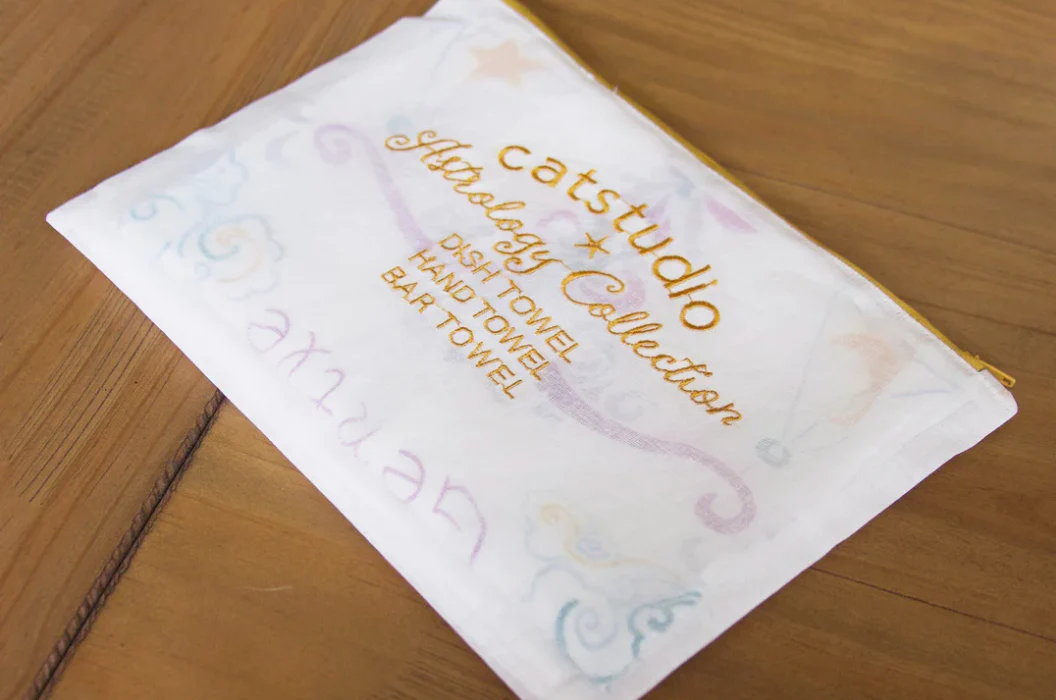 catstudio
Astrology Collection
DISH TOWEL
HAND TOWEL
BAR TOWEL